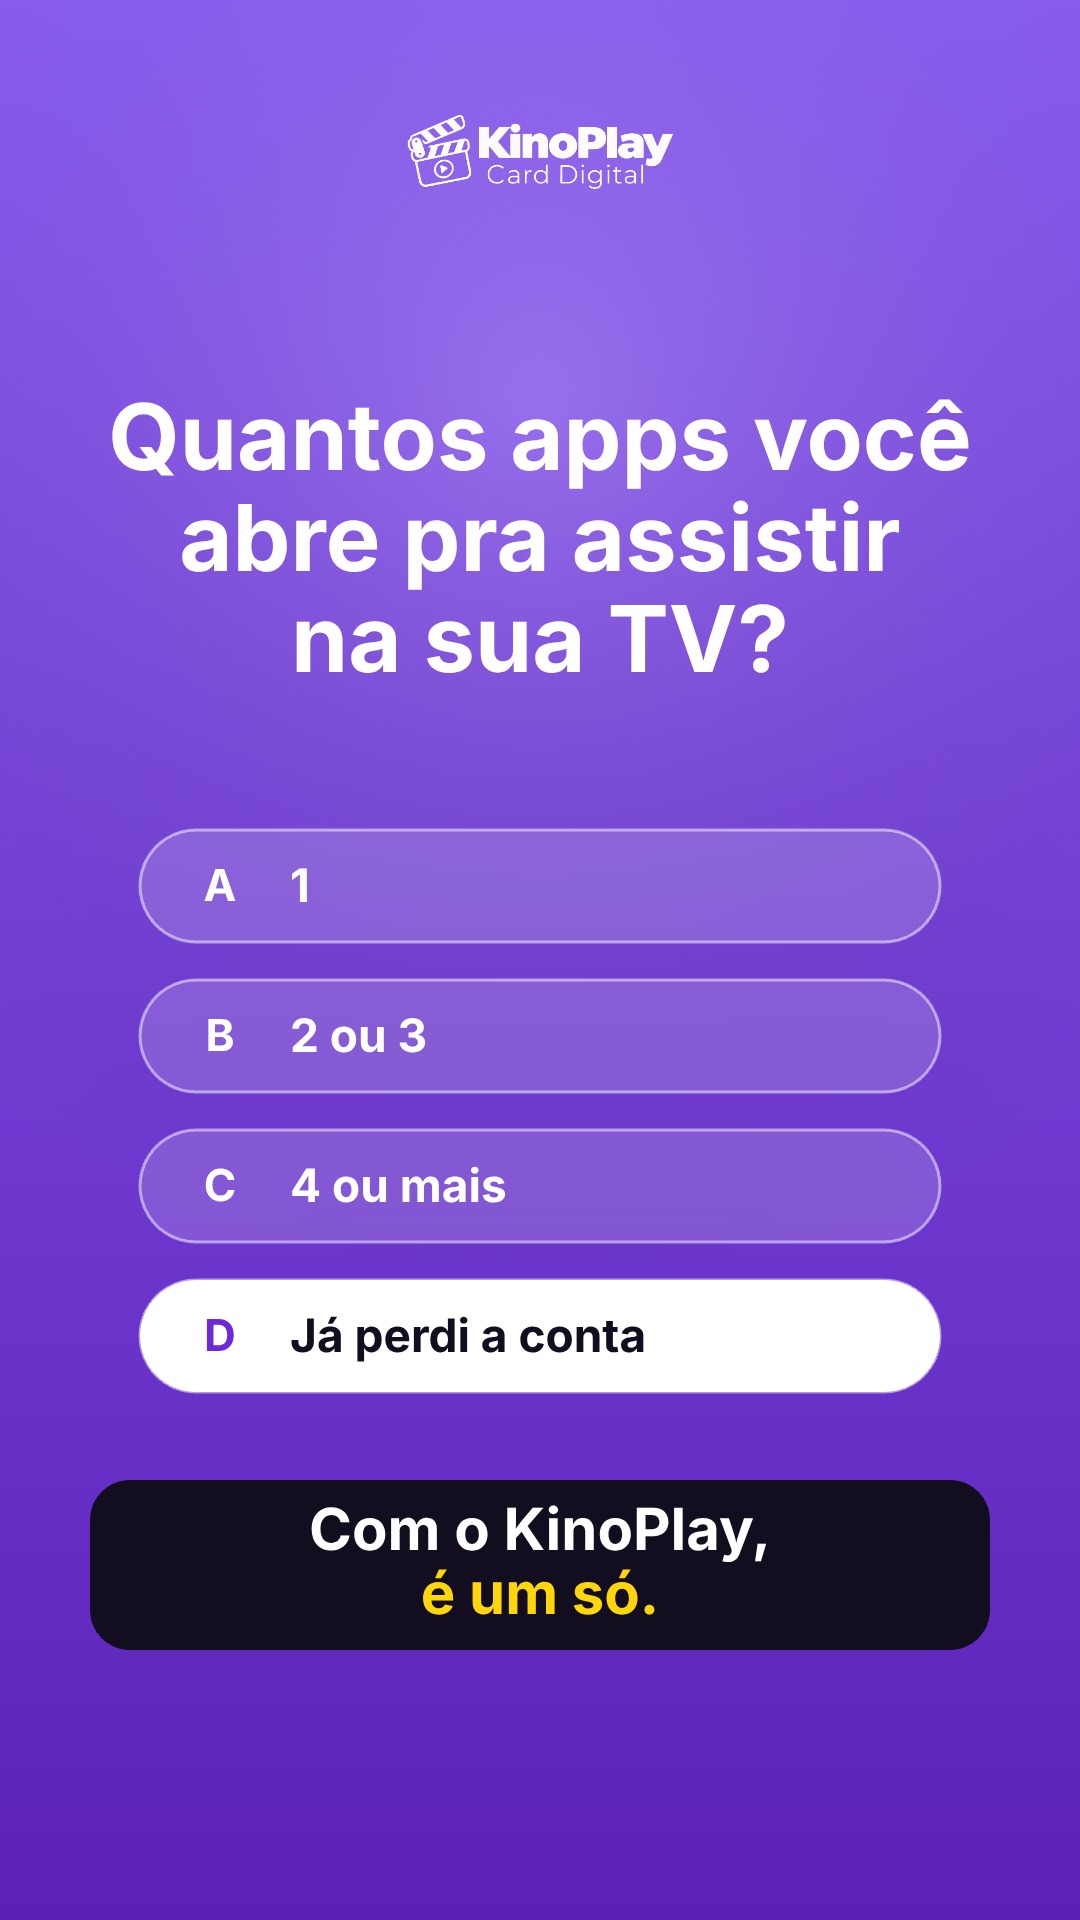 KinoPlay
Card Digital
Quantos apps você
abre pra assistir
na sua TV?
A 1
B 2 ou 3
C 4 ou mais
D Já perdi a conta
Com o KinoPlay,
é um só.